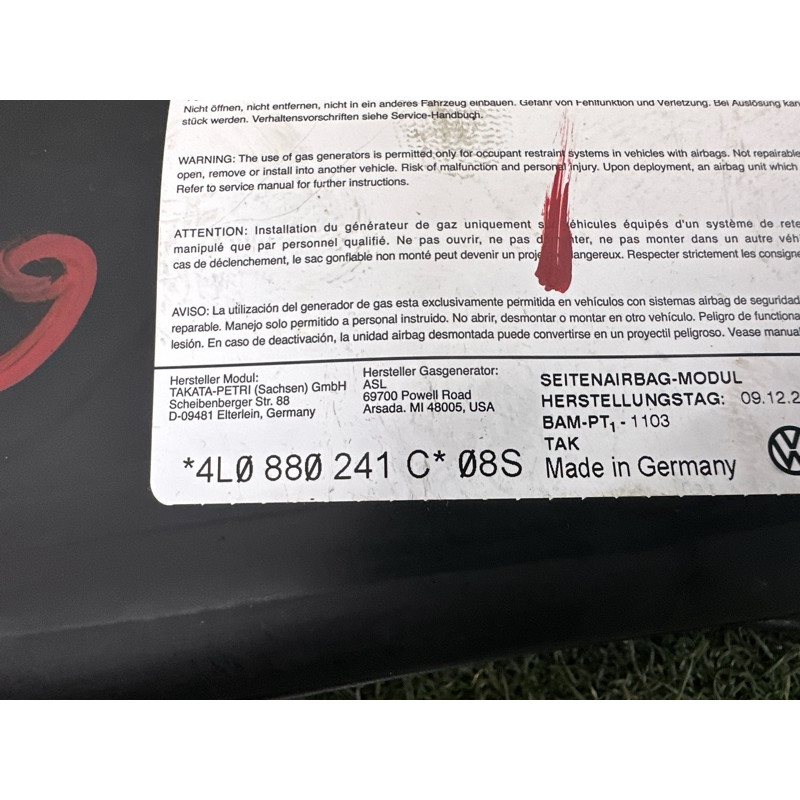 Nicht öffnen, nicht entfernen, nicht in ein anderes Fahrzeug einbauen. Gefahr von Fehlfunktion und Verletzung. Bei Auslösung kan
stück werden. Verhaltensvorschriften siehe Service-Handbuch.
WARNING: The use of gas generators is permitted only for occupant restraint systems in vehicles with airbags. Not repairable
open, remove or install into another vehicle. Risk of malfunction and personal injury. Upon deployment, an airbag unit which
Refer to service manual for further instructions.
ATTENTION: Installation du générateur de gaz uniquement s éhicules équipés d'un système de rete
manipulé que par personnel qualifié. Ne pas ouvrir, ne pas d ter, ne pas monter dans un autre véh
cas de déclenchement, le sac gonflable non monté peut devenir un proje angereux. Respecter strictement les consigne
AVISO: La utilización del generador de gas esta exclusivamente permitida en vehículos con sistemas airbag de seguridad
reparable. Manejo solo permitido a personal instruido. No abrir, desmontar o montar en otro vehículo. Peligro de funciona
lesión. En caso de deactivación, la unidad airbag desmontada puede convertirse en un proyectil peligroso. Vease manua
Hersteller Modul:
TAKATA-PETRI (Sachsen) GmbH
Scheibenberger Str. 88
D-09481 Elterlein, Germany
Hersteller Gasgenerator:
ASL
69700 Powell Road
Arsada. MI 48005, USA
SEITENAIRBAG-MODUL
HERSTELLUNGSTAG: 09.12.2
BAM-PT1 - 1103
TAK
Made in Germany
*4L0 880 241 C* 08S